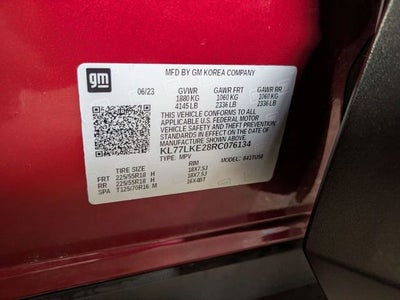 gm
MFD BY GM KOREA COMPANY
06/23 GVWR GAWR FRT GAWR RR
1880 KG 1060 KG 1060 KG
4145 LB 2336 LB 2336 LB
THIS VEHICLE CONFORMS TO ALL
APPLICABLE U.S. FEDERAL MOTOR
VEHICLE SAFETY AND THEFT
PREVENTION STANDARDS IN EFFECT
ON THE DATE OF
MANUFACTURE SHOWN ABOVE.
KL77LKE28RC076134
TYPE: MPV MODEL:
TIRE SIZE RIM
FRT 225/55R18 H 18X7.5J
RR 225/55R18 H 18X7.5J
SPA T125/70R16 M 16X4BT